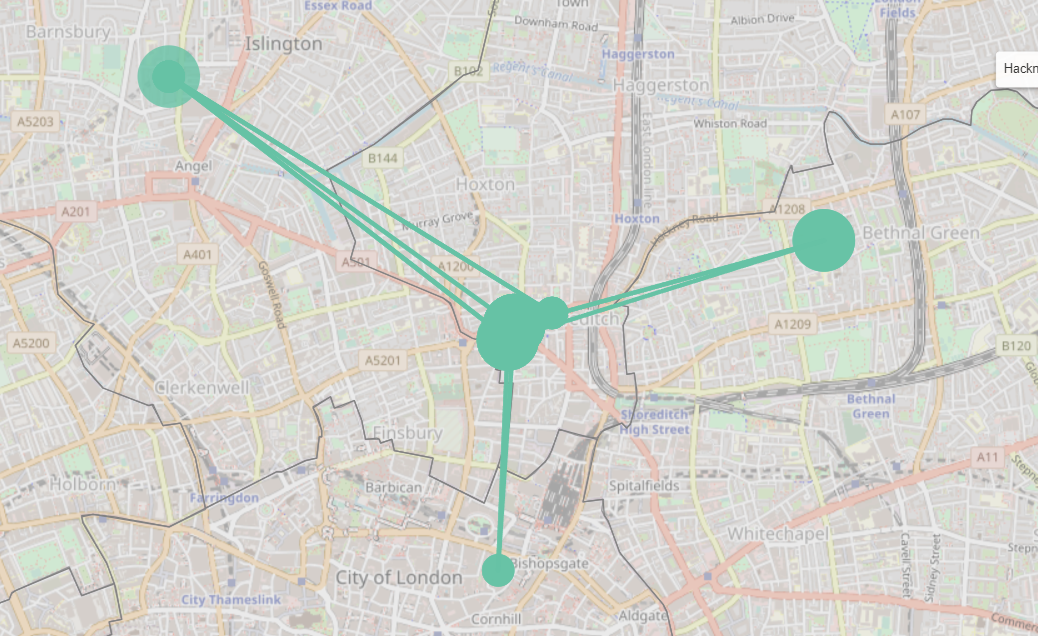 Essex Road
Town
London
Fields
Downham Road
Albion Drive
Barnsbury
Islington
Haggerston
B102
Regent's Canal
Hackn
Haggerston
Regent's Canal
A5203
A107
Whiston Road
East London Line
B144
Angel
Hoxton
A201
A1208
Murray Grove
Hoxton
Hackney Road
Bethnal Green
A401
A501
A1200
Goswell Road
editch
A1209
A5200
B120
A5201
Clerkenwell
Bethnal
Green
Shoreditch
High Street
Finsbury
A11
Holborn
Barbican
Spitalfields
Farringdon
Whitechapel
Stepn
Bishopsgate
City of London
Cavell Street
Sidney Street
City Thameslink
Cornhill
Aldgate
Commer